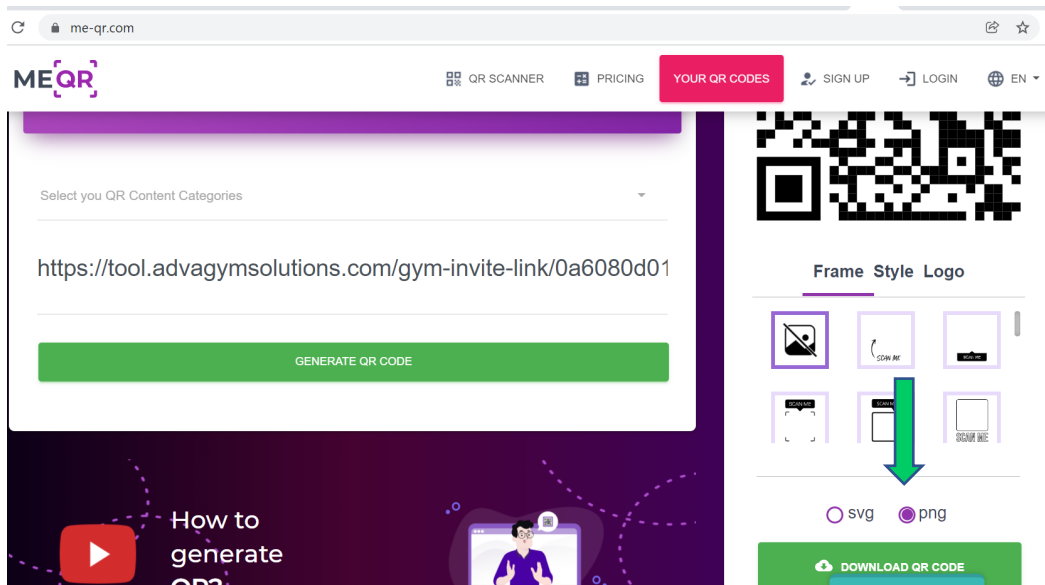 me-qr.com
MEQR
QR SCANNER
PRICING
YOUR QR CODES
SIGN UP
LOGIN
EN
Select you QR Content Categories
https://tool.advagymsolutions.com/gym-invite-link/0a6080d01
GENERATE QR CODE
Frame Style Logo
SCAN ME
SCAN ME
SCAN ME
SCAN M
SCAN ME
svg
png
DOWNLOAD QR CODE
How to
generate
QR?